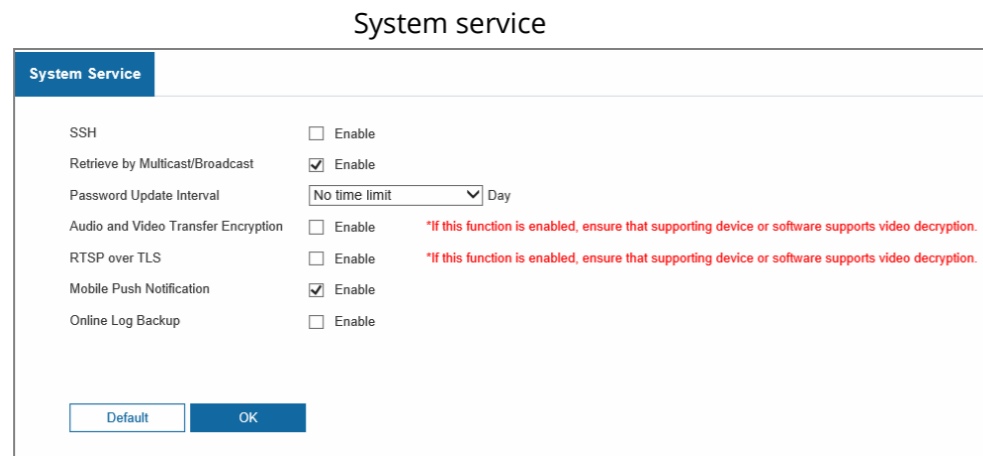 System service
System Service
SSH Enable
Retrieve by Multicast/Broadcast Enable
Password Update Interval No time limit Day
Audio and Video Transfer Encryption Enable *If this function is enabled, ensure that supporting device or software supports video decryption.
RTSP over TLS Enable *If this function is enabled, ensure that supporting device or software supports video decryption.
Mobile Push Notification Enable
Online Log Backup Enable
Default OK